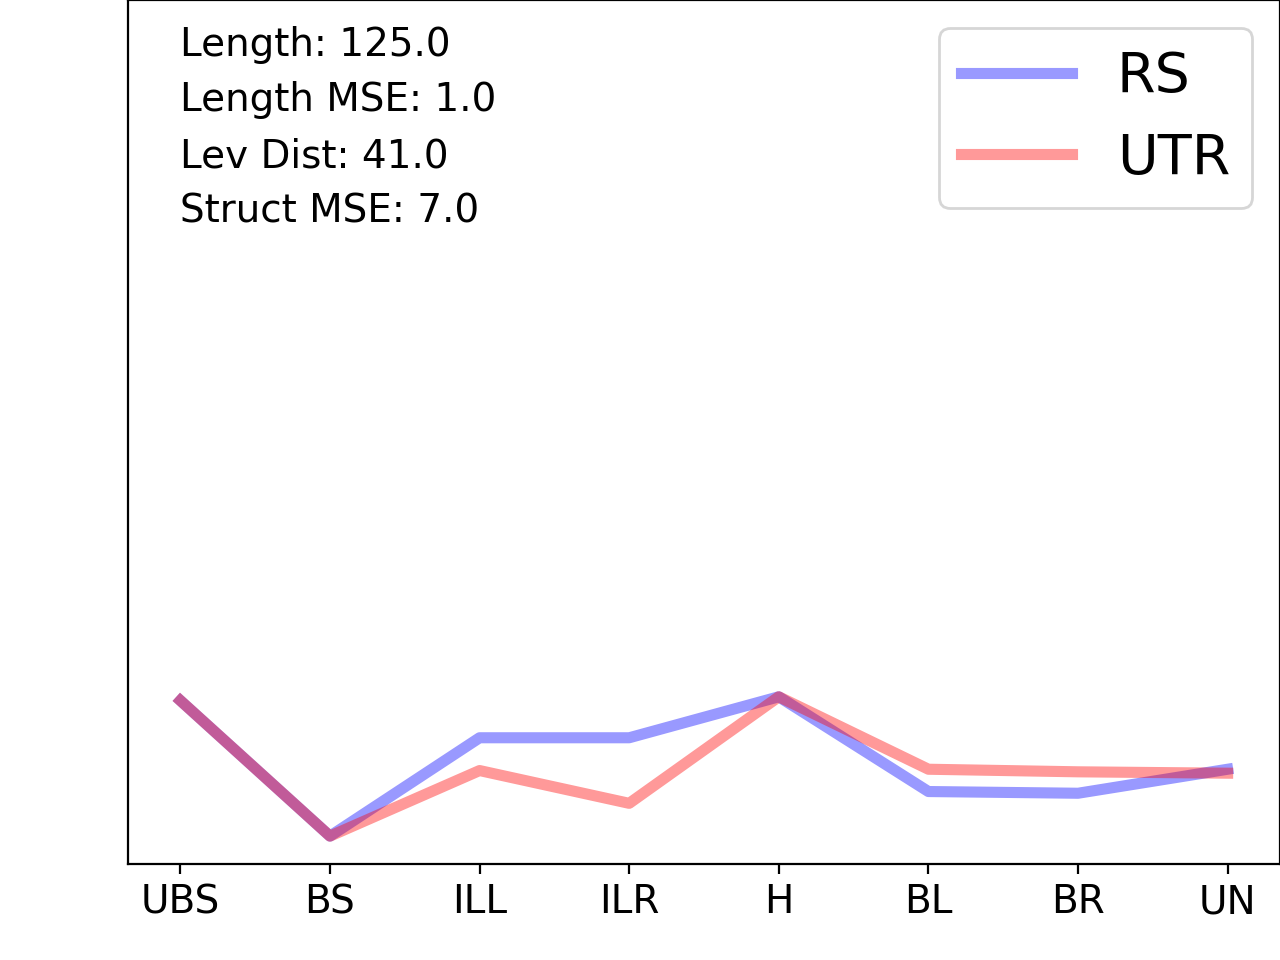 Length: 125.0
Length MSE: 1.0
Lev Dist: 41.0
Struct MSE: 7.0
RS
UTR
UBS BS ILL ILR H BL BR UN